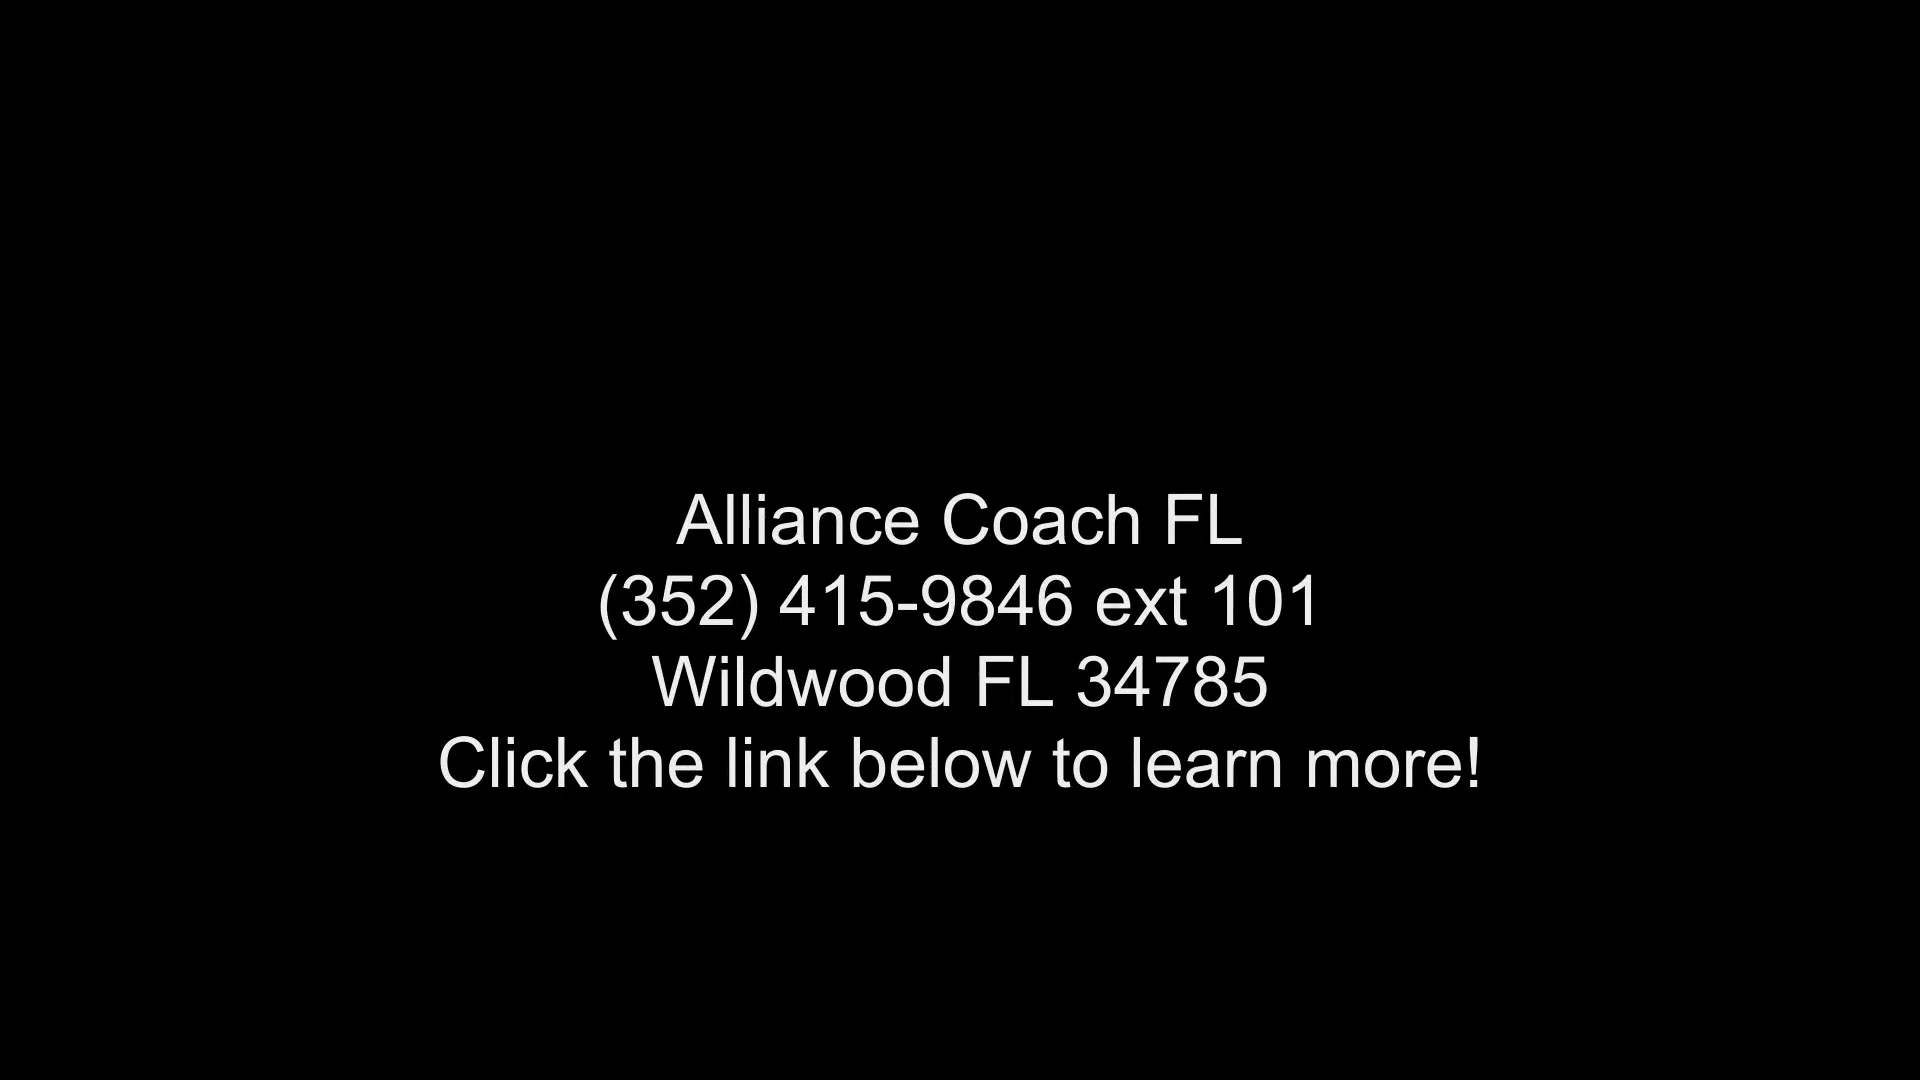 Alliance Coach FL
(352) 415-9846 ext 101
Wildwood FL 34785
Click the link below to learn more!